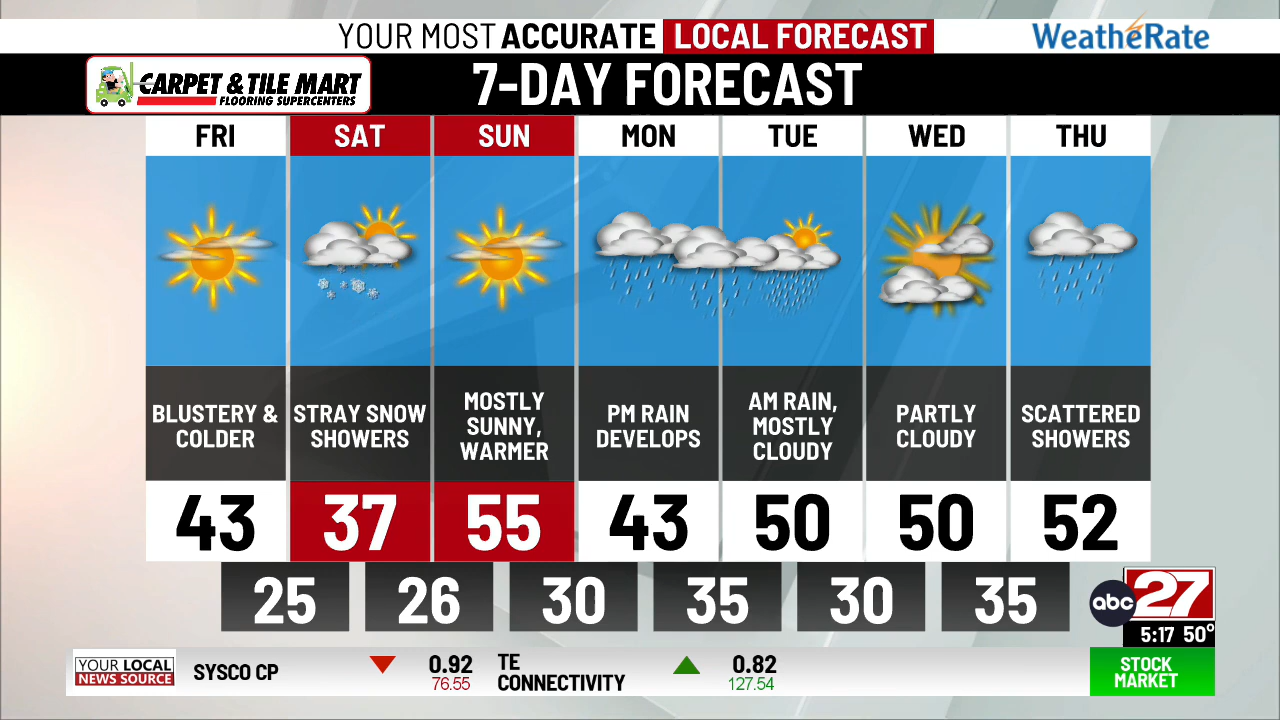 YOUR MOST ACCURATE LOCAL FORECAST
WeatheRate
CARPET & TILE MART
FLOORING SUPERCENTERS
7-DAY FORECAST
FRI SAT SUN MON TUE WED THU
BLUSTERY &
COLDER
STRAY SNOW
SHOWERS
MOSTLY
SUNNY,
WARMER
PM RAIN
DEVELOPS
AM RAIN,
MOSTLY
CLOUDY
PARTLY
CLOUDY
SCATTERED
SHOWERS
43 37 55 43 50 50 52
25 26 30 35 30 35
abc 27
5:17 50°
YOUR LOCAL
NEWS SOURCE
SYSCO CP
0.92
76.55
TE
CONNECTIVITY
0.82
127.54
STOCK
MARKET